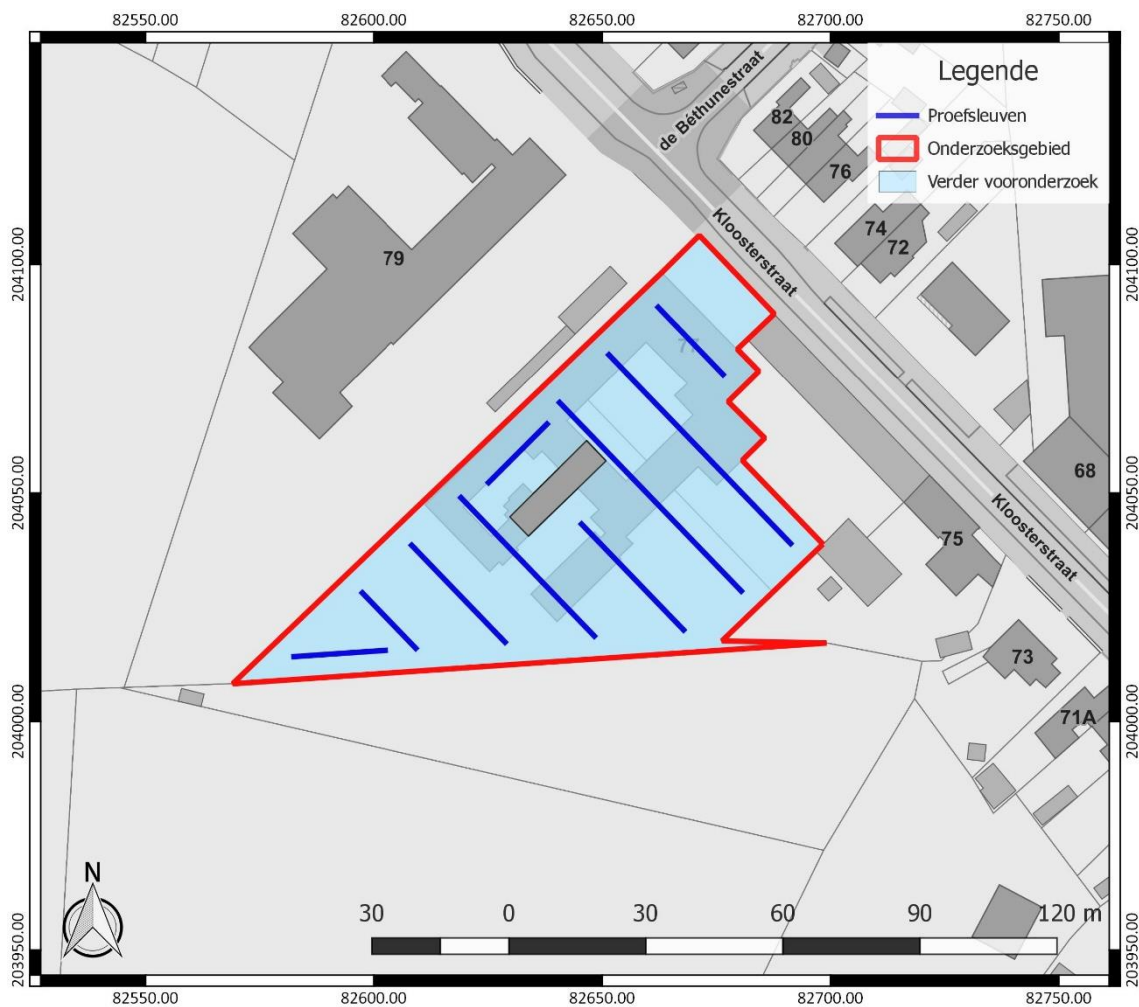 82550.00 82600.00 82650.00 82700.00 82750.00
Legende
Proefsleuven
Onderzoeksgebied
Verder vooronderzoek
de Béthunestraat
82
80
76
74
72
Kloosterstraat
79
77
204100.00 204100.00
68
204050.00 204050.00
Kloosterstraat
75
73
71A
204000.00 204000.00
N
30 0 30 60 90 120 m
203950.00 203950.00
82550.00 82600.00 82650.00 82700.00 82750.00